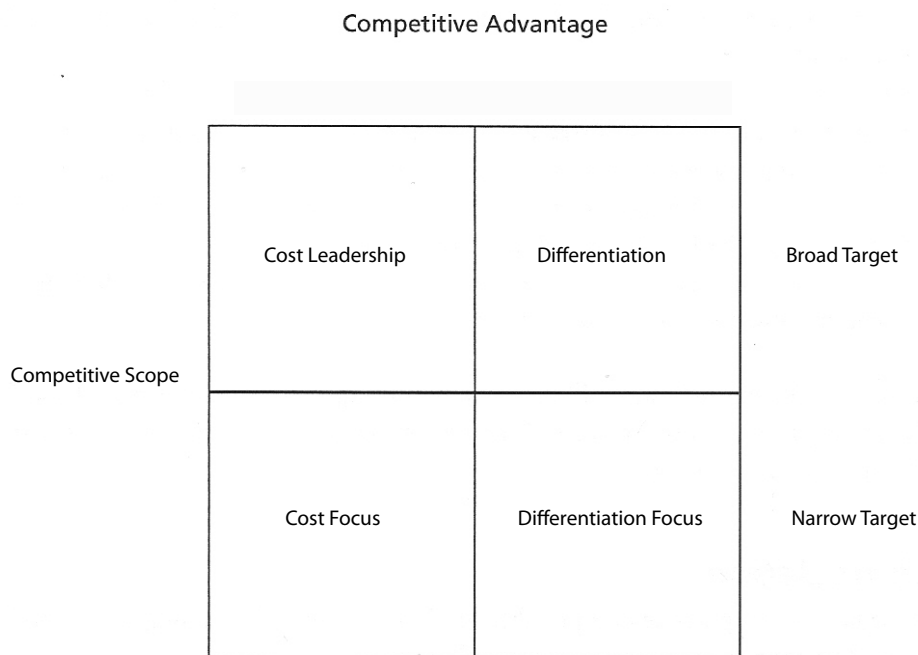 Competitive Advantage
Cost Leadership
Differentiation
Broad Target
Competitive Scope
Cost Focus
Differentiation Focus
Narrow Target